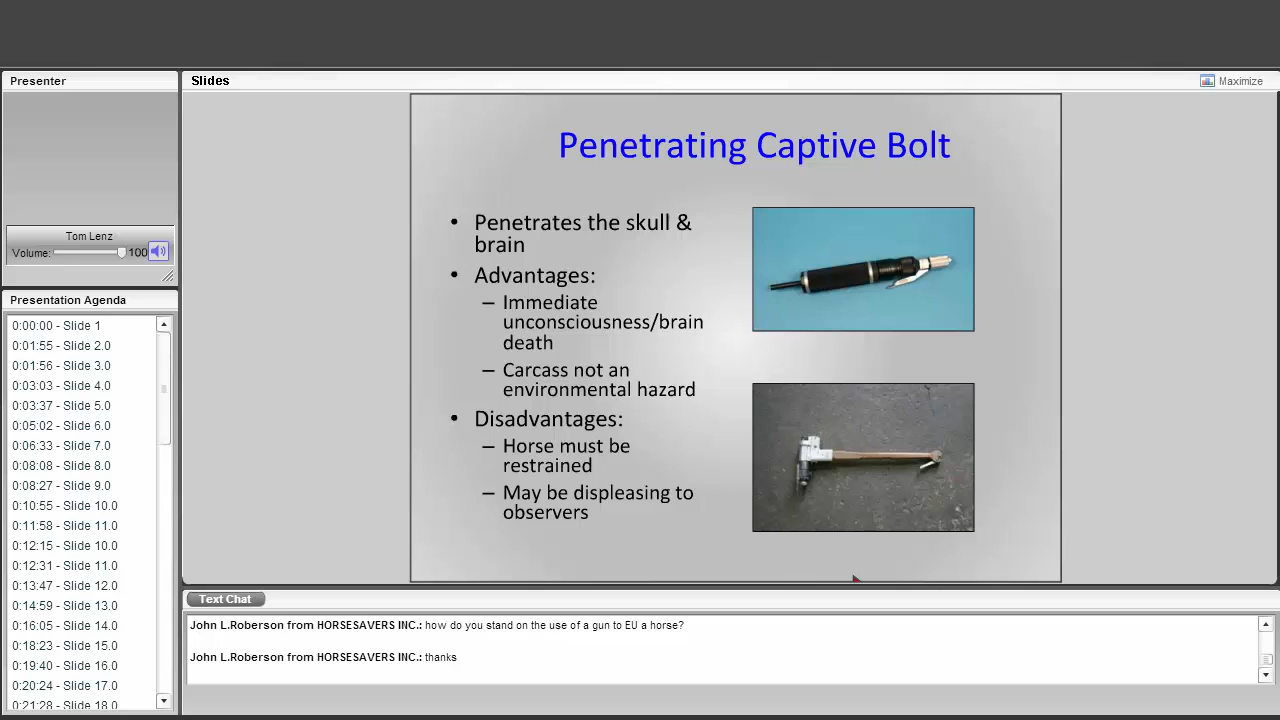 Presenter
Slides
Maximize
Tom Lenz
Volume: 100
Presentation Agenda
0:00:00 - Slide 1
0:01:55 - Slide 2.0
0:01:56 - Slide 3.0
0:03:03 - Slide 4.0
0:03:37 - Slide 5.0
0:05:02 - Slide 6.0
0:06:33 - Slide 7.0
0:08:08 - Slide 8.0
0:08:27 - Slide 9.0
0:10:55 - Slide 10.0
0:11:58 - Slide 11.0
0:12:15 - Slide 10.0
0:12:31 - Slide 11.0
0:13:47 - Slide 12.0
0:14:59 - Slide 13.0
0:16:05 - Slide 14.0
0:18:23 - Slide 15.0
0:19:40 - Slide 16.0
0:20:24 - Slide 17.0
0:21:28 - Slide 18.0
Penetrating Captive Bolt
• Penetrates the skull &
brain
• Advantages:
– Immediate
unconsciousness/brain
death
– Carcass not an
environmental hazard
• Disadvantages:
– Horse must be
restrained
– May be displeasing to
observers
Text Chat
John L.Roberson from HORSESAVERS INC.: how do you stand on the use of a gun to EU a horse?
John L.Roberson from HORSESAVERS INC.: thanks